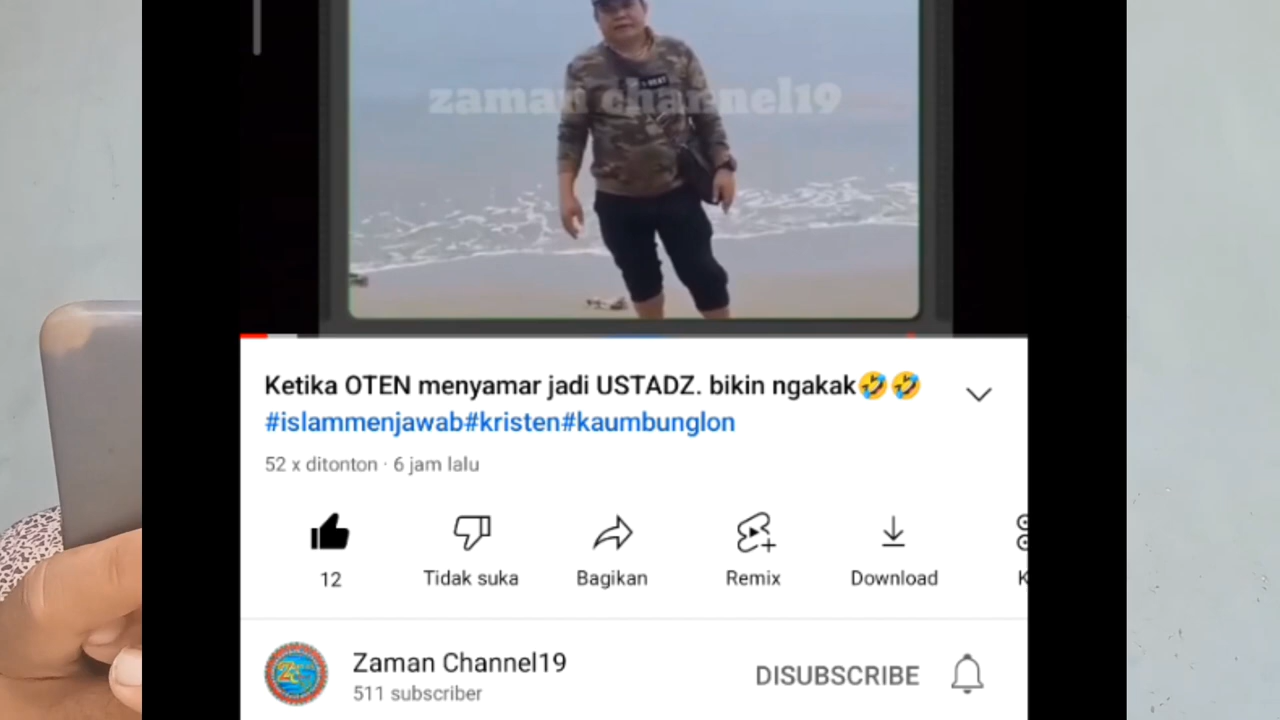 zaman channel19
Ketika OTEN menyamar jadi USTADZ. bikin ngakak🤣🤣
#islammenjawab#kristen#kaumbunglon
52 x ditonton · 6 jam lalu
12
Tidak suka
Bagikan
Remix
Download
Zaman Channel19
511 subscriber
DISUBSCRIBE